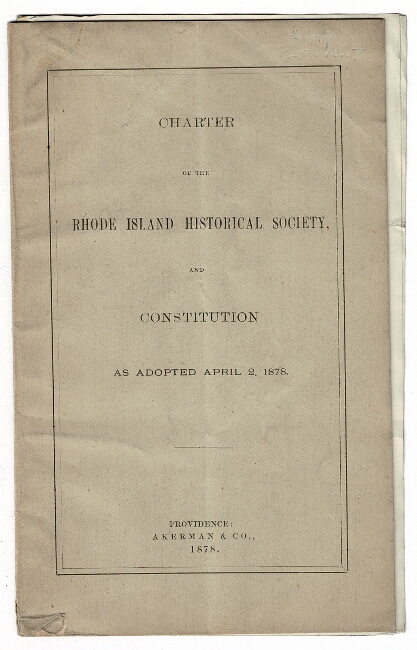 CHARTER
OF THE
RHODE ISLAND HISTORICAL SOCIETY,
AND
CONSTITUTION
AS ADOPTED APRIL 2, 1878.
PROVIDENCE:
AKERMAN & CO.,
1878.